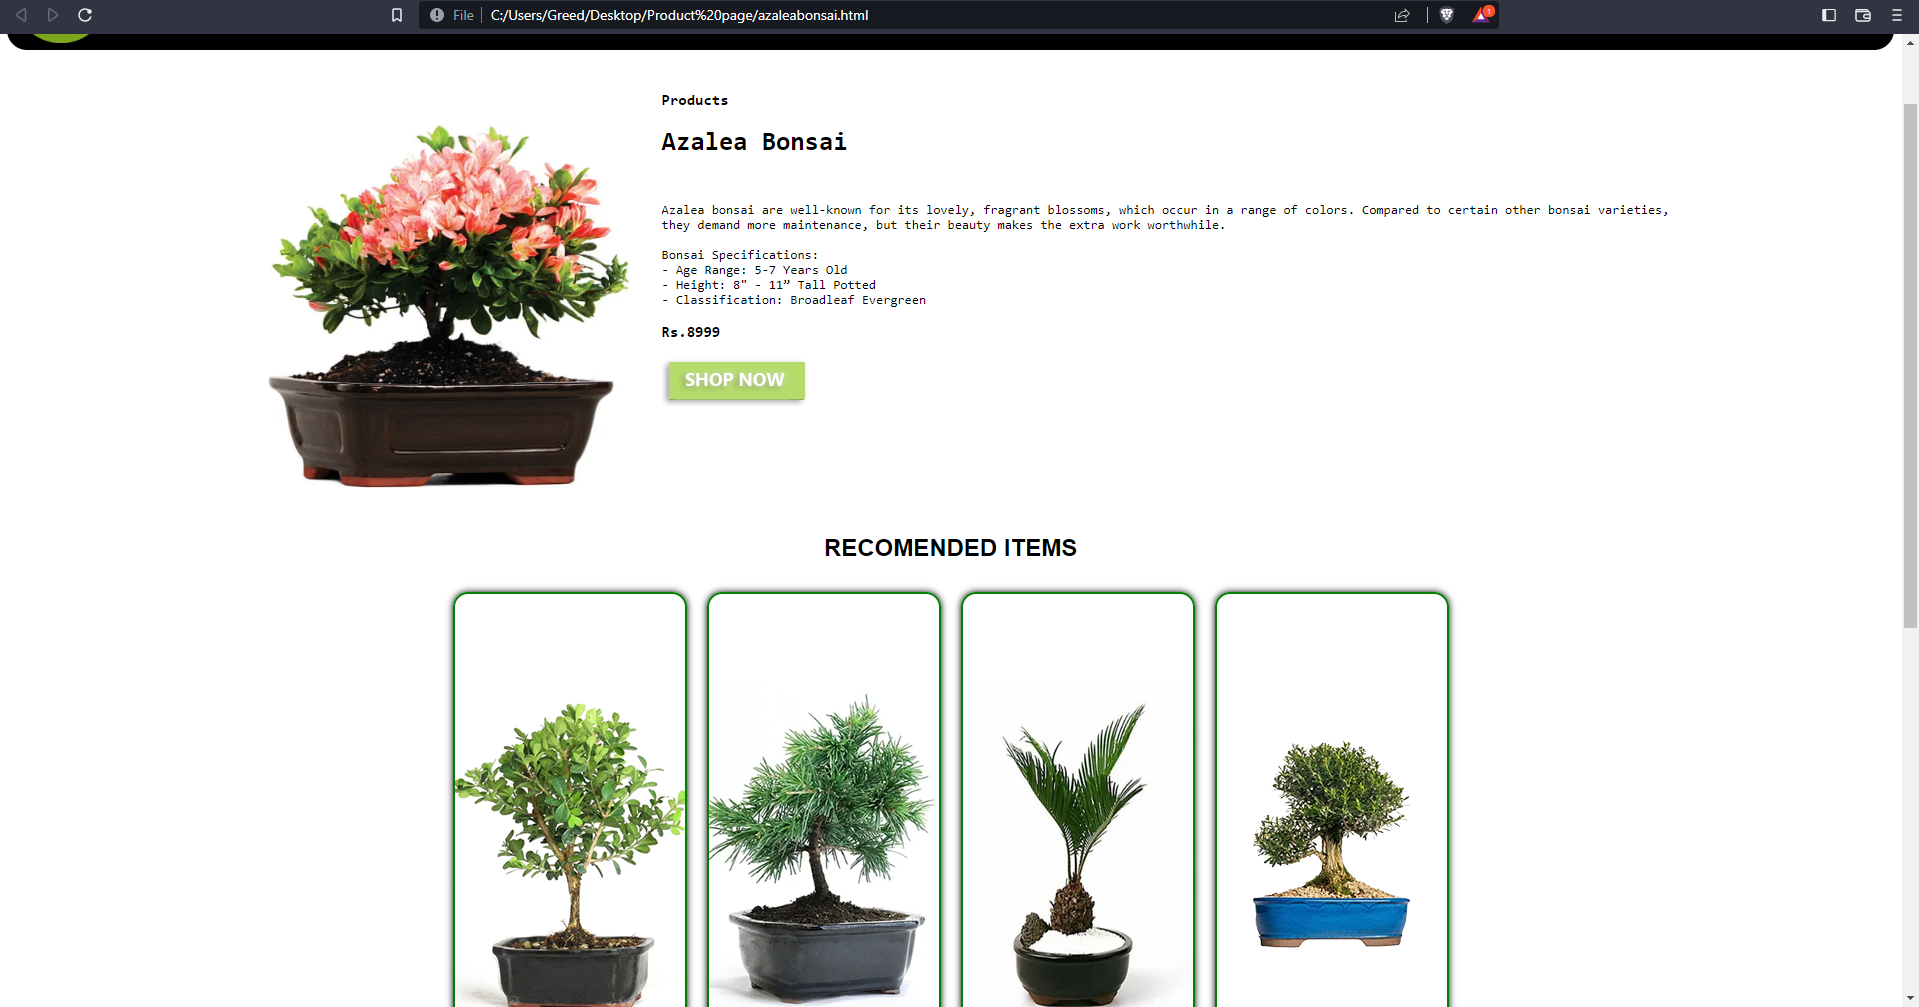 File
C:/Users/Greed/Desktop/Product%20page/azaleabonsai.html
1
Products
Azalea Bonsai
Azalea bonsai are well-known for its lovely, fragrant blossoms, which occur in a range of colors. Compared to certain other bonsai varieties,
they demand more maintenance, but their beauty makes the extra work worthwhile.
Bonsai Specifications:
- Age Range: 5-7 Years Old
- Height: 8" - 11” Tall Potted
- Classification: Broadleaf Evergreen
Rs.8999
SHOP NOW
RECOMENDED ITEMS